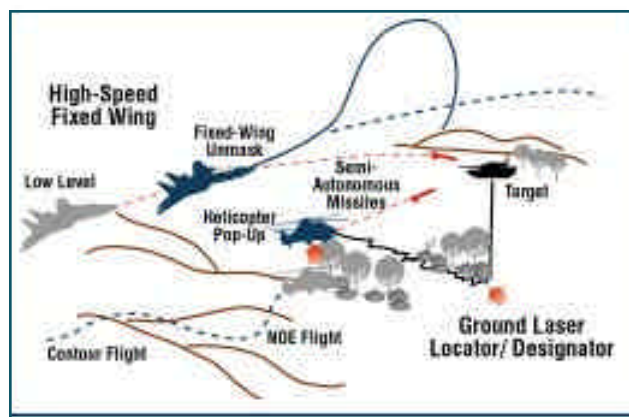 High-Speed
Fixed Wing
Fixed-Wing
Unmask
Low Level
Semi-
Autonomous
Missiles
Target
Helicopter
Pop-Up
Ground Laser
Locator/ Designator
NOE Flight
Contour Flight